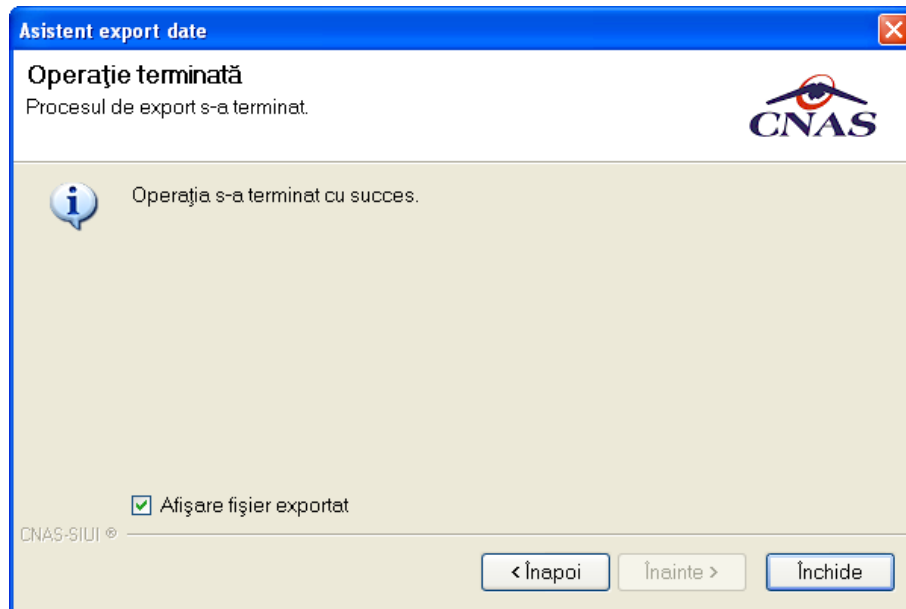 Asistent export date
Operaţie terminată
Procesul de export s-a terminat.
CNAS
Operaţia s-a terminat cu succes.
Afişare fişier exportat
CNAS-SIUI ®
< Înapoi
Înainte >
Închide